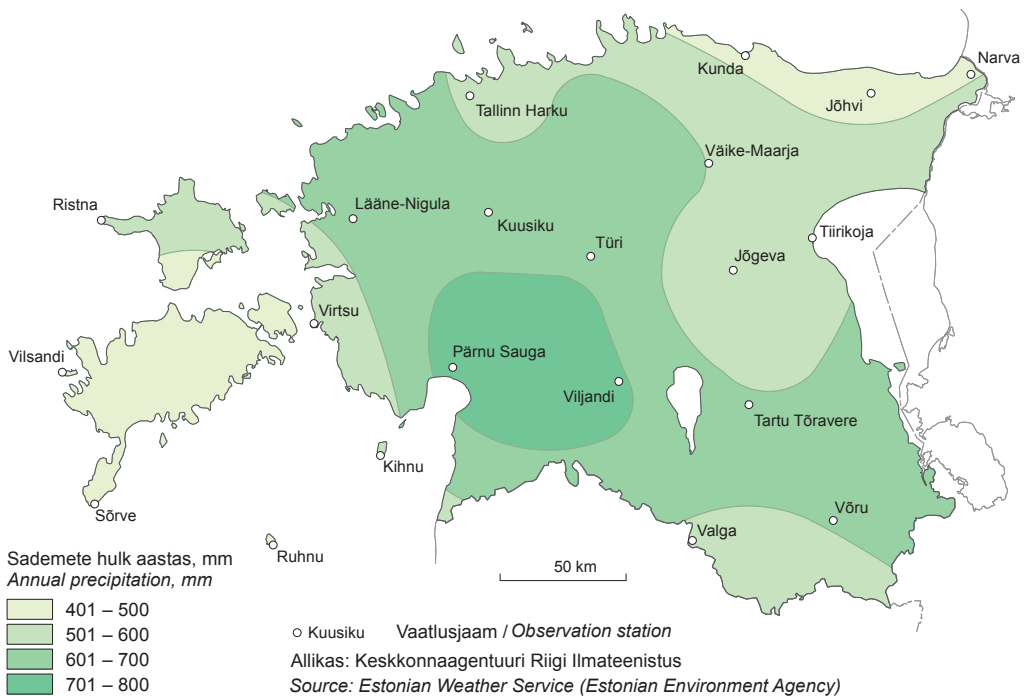 Narva
Kunda
Jõhvi
Tallinn Harku
Väike-Maarja
Ristna
Lääne-Nigula
Kuusiku
Tiirikoja
Türi
Jõgeva
Virtsu
Vilsandi
Pärnu Sauga
Viljandi
Tartu Tõravere
Kihnu
Sõrve
Võru
Valga
Ruhnu
Sademete hulk aastas, mm
Annual precipitation, mm
401 – 500
501 – 600
601 – 700
701 – 800
50 km
Kuusiku Vaatlusjaam / Observation station
Allikas: Keskkonnaagentuuri Riigi Ilmateenistus
Source: Estonian Weather Service (Estonian Environment Agency)